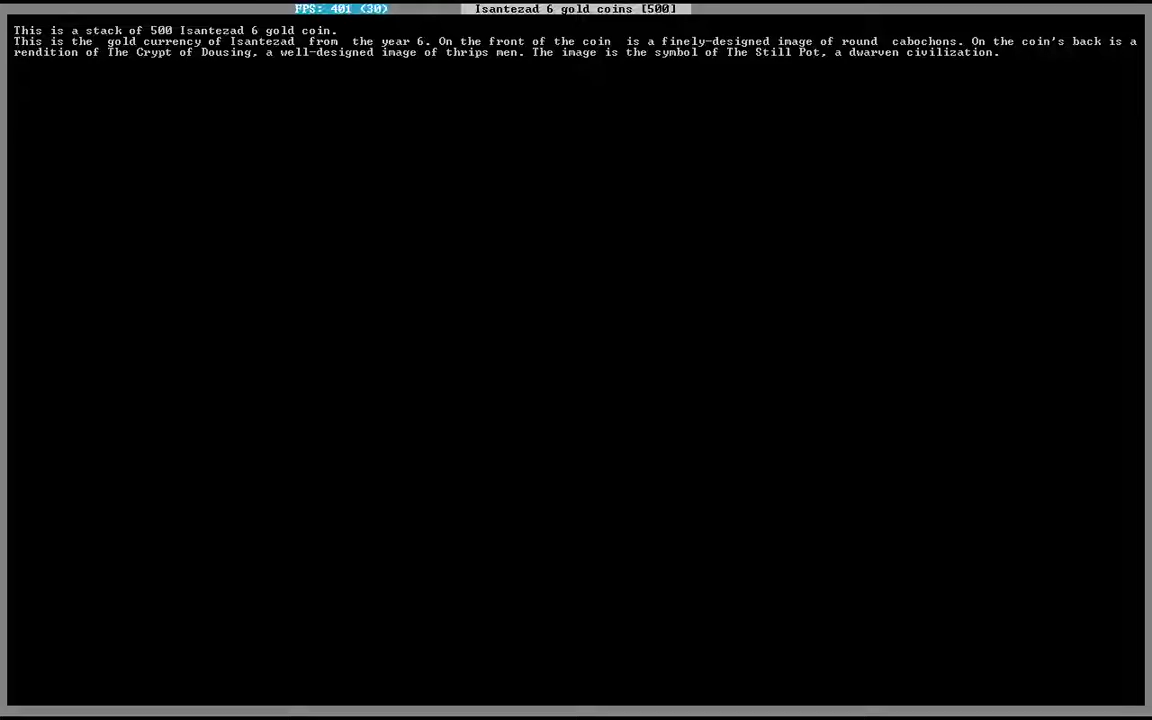 FPS: 401 (30) Isantezad 6 gold coins [500]
This is a stack of 500 Isantezad 6 gold coin.
This is the  gold currency of Isantezad  from  the year 6. On the front of the coin  is a finely-designed image of round  cabochons. On the coin's back is a
rendition of The Crypt of Dousing, a well-designed image of thrips men. The image is the symbol of The Still Pot, a dwarven civilization.